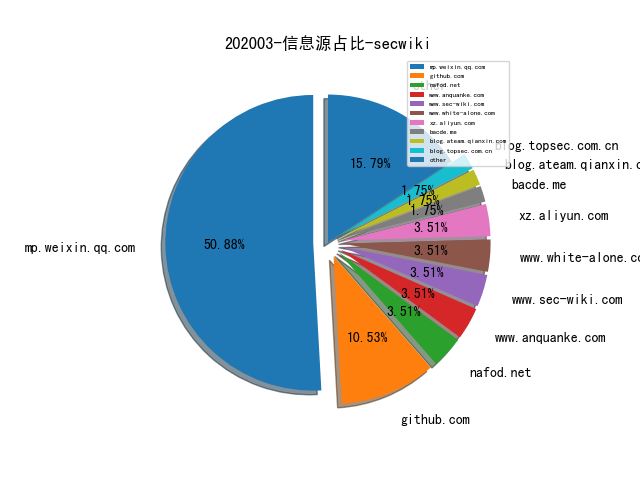 202003-信息源占比-secwiki
mp.weixin.qq.com
github.com
nafod.net
www.anquanke.com
www.sec-wiki.com
www.white-alone.com
xz.aliyun.com
bacde.me
blog.ateam.qianxin.com
blog.topsec.com.cn
other
15.79%
blog.topsec.com.cn
1.75%
blog.ateam.qianxin.c
1.75%
bacde.me
1.75%
xz.aliyun.com
3.51%
50.88%
mp.weixin.qq.com
3.51%
www.white-alone.co
3.51%
www.sec-wiki.com
3.51%
3.51%
www.anquanke.com
10.53%
nafod.net
github.com